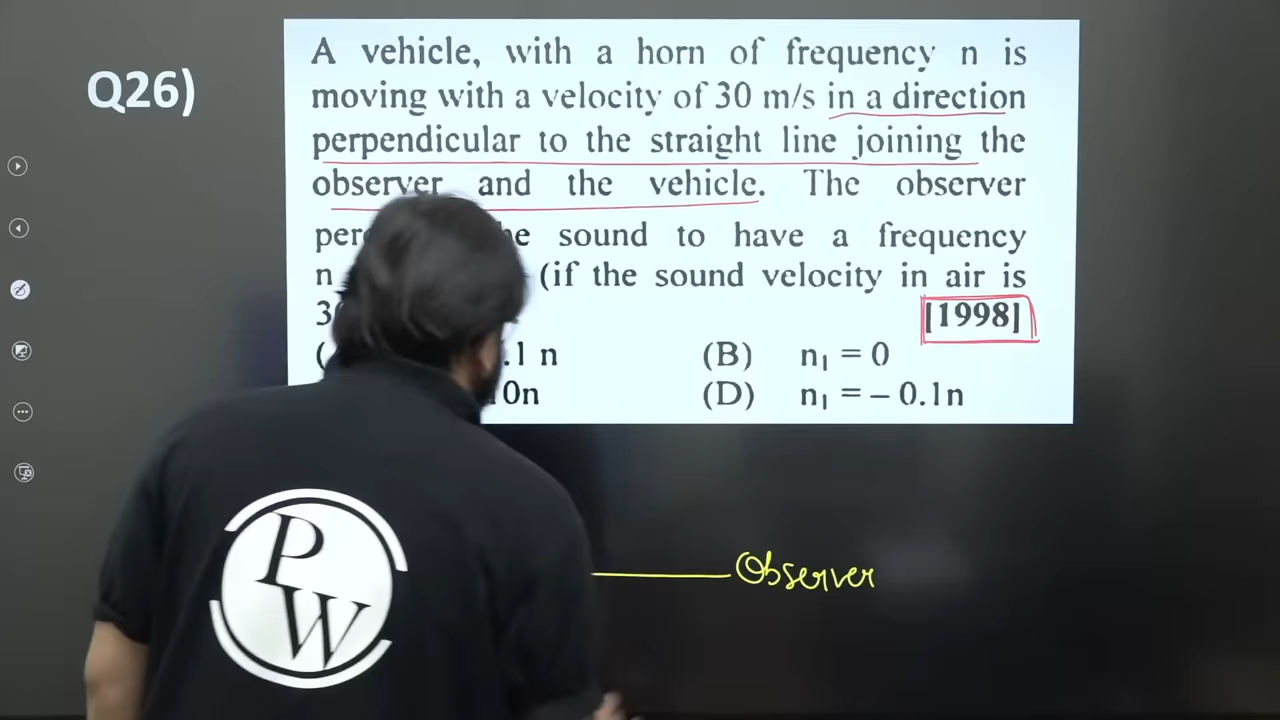 Q26)
A vehicle, with a horn of frequency n is
moving with a velocity of 30 m/s in a direction
perpendicular to the straight line joining the
observer and the vehicle. The observer
the sound to have a frequency
n (if the sound velocity in air is
[1998]
.1 n (B) n₁ = 0
0n (D) n₁ = – 0.1n
Observer
P
W